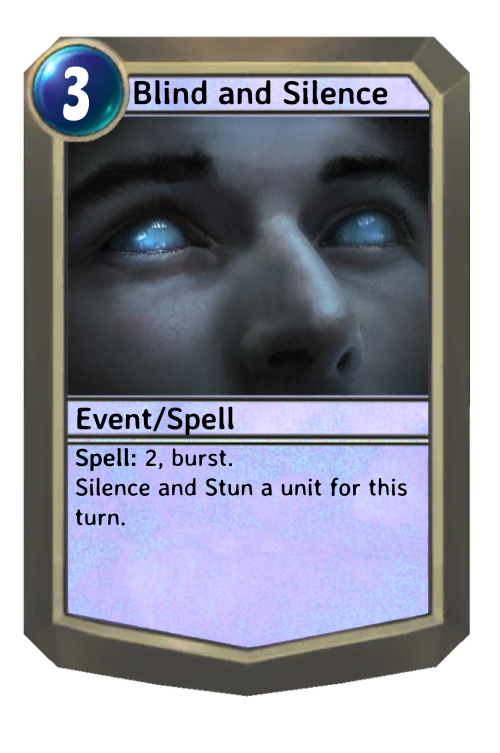 3
Blind and Silence
Event/Spell
Spell: 2, burst.
Silence and Stun a unit for this
turn.